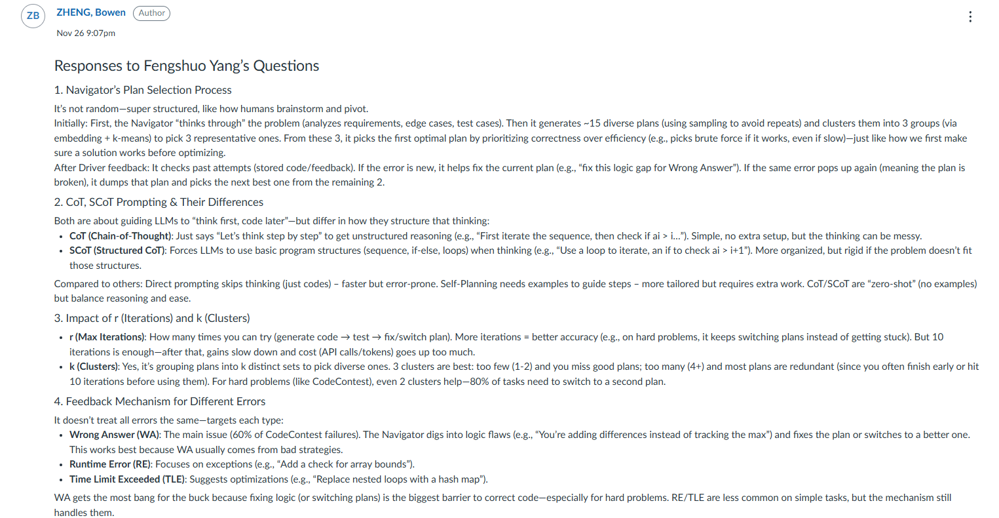 ZB
ZHENG, Bowen Author
Nov 26 9:07pm
Responses to Fengshuo Yang’s Questions
1. Navigator’s Plan Selection Process
It’s not random—super structured, like how humans brainstorm and pivot.
Initially: First, the Navigator “thinks through” the problem (analyzes requirements, edge cases, test cases). Then it generates ~15 diverse plans (using sampling to avoid repeats) and clusters them into 3 groups (via
embedding + k-means) to pick 3 representative ones. From these 3, it picks the first optimal plan by prioritizing correctness over efficiency (e.g., picks brute force if it works, even if slow)—just like how we first make
sure a solution works before optimizing.
After Driver feedback: It checks past attempts (stored code/feedback). If the error is new, it helps fix the current plan (e.g., “fix this logic gap for Wrong Answer”). If the same error pops up again (meaning the plan is
broken), it dumps that plan and picks the next best one from the remaining 2.
2. CoT, SCoT Prompting & Their Differences
Both are about guiding LLMs to “think first, code later”—but differ in how they structure that thinking:
• CoT (Chain-of-Thought): Just says “Let’s think step by step” to get unstructured reasoning (e.g., “First iterate the sequence, then check if ai > i...”). Simple, no extra setup, but the thinking can be messy.
• SCoT (Structured CoT): Forces LLMs to use basic program structures (sequence, if-else, loops) when thinking (e.g., “Use a loop to iterate, an if to check ai > i+1”). More organized, but rigid if the problem doesn’t fit
those structures.
Compared to others: Direct prompting skips thinking (just codes) – faster but error-prone. Self-Planning needs examples to guide steps – more tailored but requires extra work. CoT/SCoT are “zero-shot” (no examples)
but balance reasoning and ease.
3. Impact of r (Iterations) and k (Clusters)
• r (Max Iterations): How many times you can try (generate code → test → fix/switch plan). More iterations = better accuracy (e.g., on hard problems, it keeps switching plans instead of getting stuck). But 10
iterations is enough—after that, gains slow down and cost (API calls/tokens) goes up too much.
• k (Clusters): Yes, it’s grouping plans into k distinct sets to pick diverse ones. 3 clusters are best: too few (1-2) and you miss good plans; too many (4+) and most plans are redundant (since you often finish early or hit
10 iterations before using them). For hard problems (like CodeContest), even 2 clusters help—80% of tasks need to switch to a second plan.
4. Feedback Mechanism for Different Errors
It doesn’t treat all errors the same—targets each type:
• Wrong Answer (WA): The main issue (60% of CodeContest failures). The Navigator digs into logic flaws (e.g., “You’re adding differences instead of tracking the max”) and fixes the plan or switches to a better one.
This works best because WA usually comes from bad strategies.
• Runtime Error (RE): Focuses on exceptions (e.g., “Add a check for array bounds”).
• Time Limit Exceeded (TLE): Suggests optimizations (e.g., “Replace nested loops with a hash map”).
WA gets the most bang for the buck because fixing logic (or switching plans) is the biggest barrier to correct code—especially for hard problems. RE/TLE are less common on simple tasks, but the mechanism still
handles them.